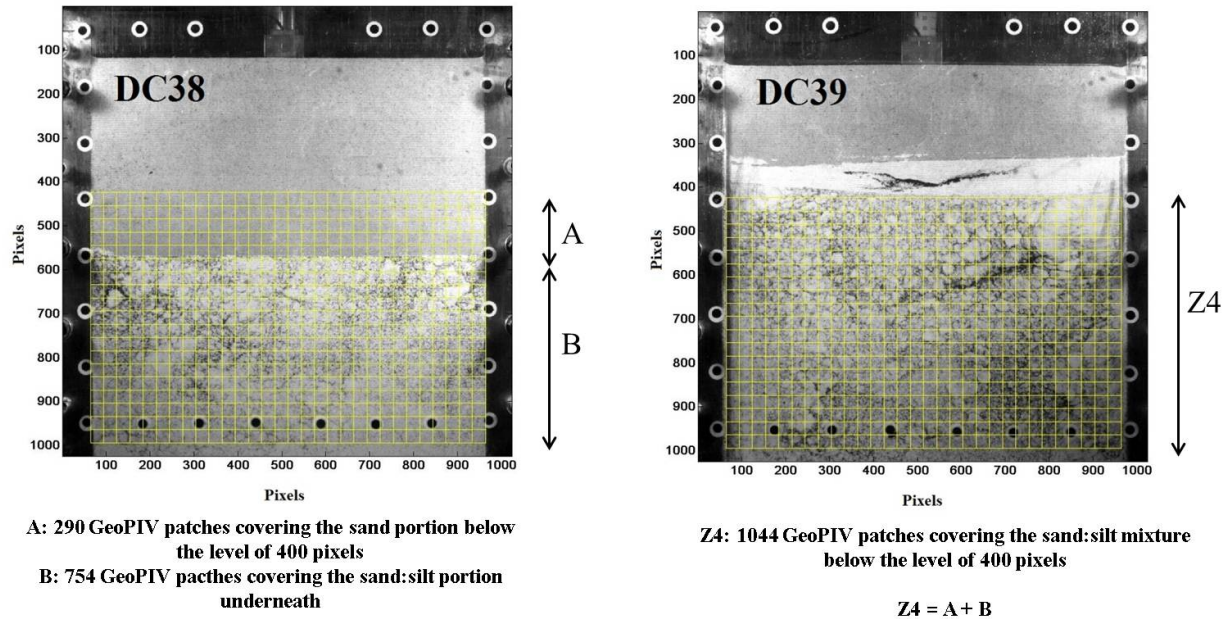 DC38
100
200
300
400
500
600
700
800
900
1000
Pixels
100 200 300 400 500 600 700 800 900 1000
Pixels
A
B
A: 290 GeoPIV patches covering the sand portion below
the level of 400 pixels
B: 754 GeoPIV pacthes covering the sand:silt portion
underneath
DC39
100
200
300
400
500
600
700
800
900
1000
Pixels
100 200 300 400 500 600 700 800 900 1000
Pixels
Z4
Z4: 1044 GeoPIV patches covering the sand:silt mixture
below the level of 400 pixels
Z4 = A + B